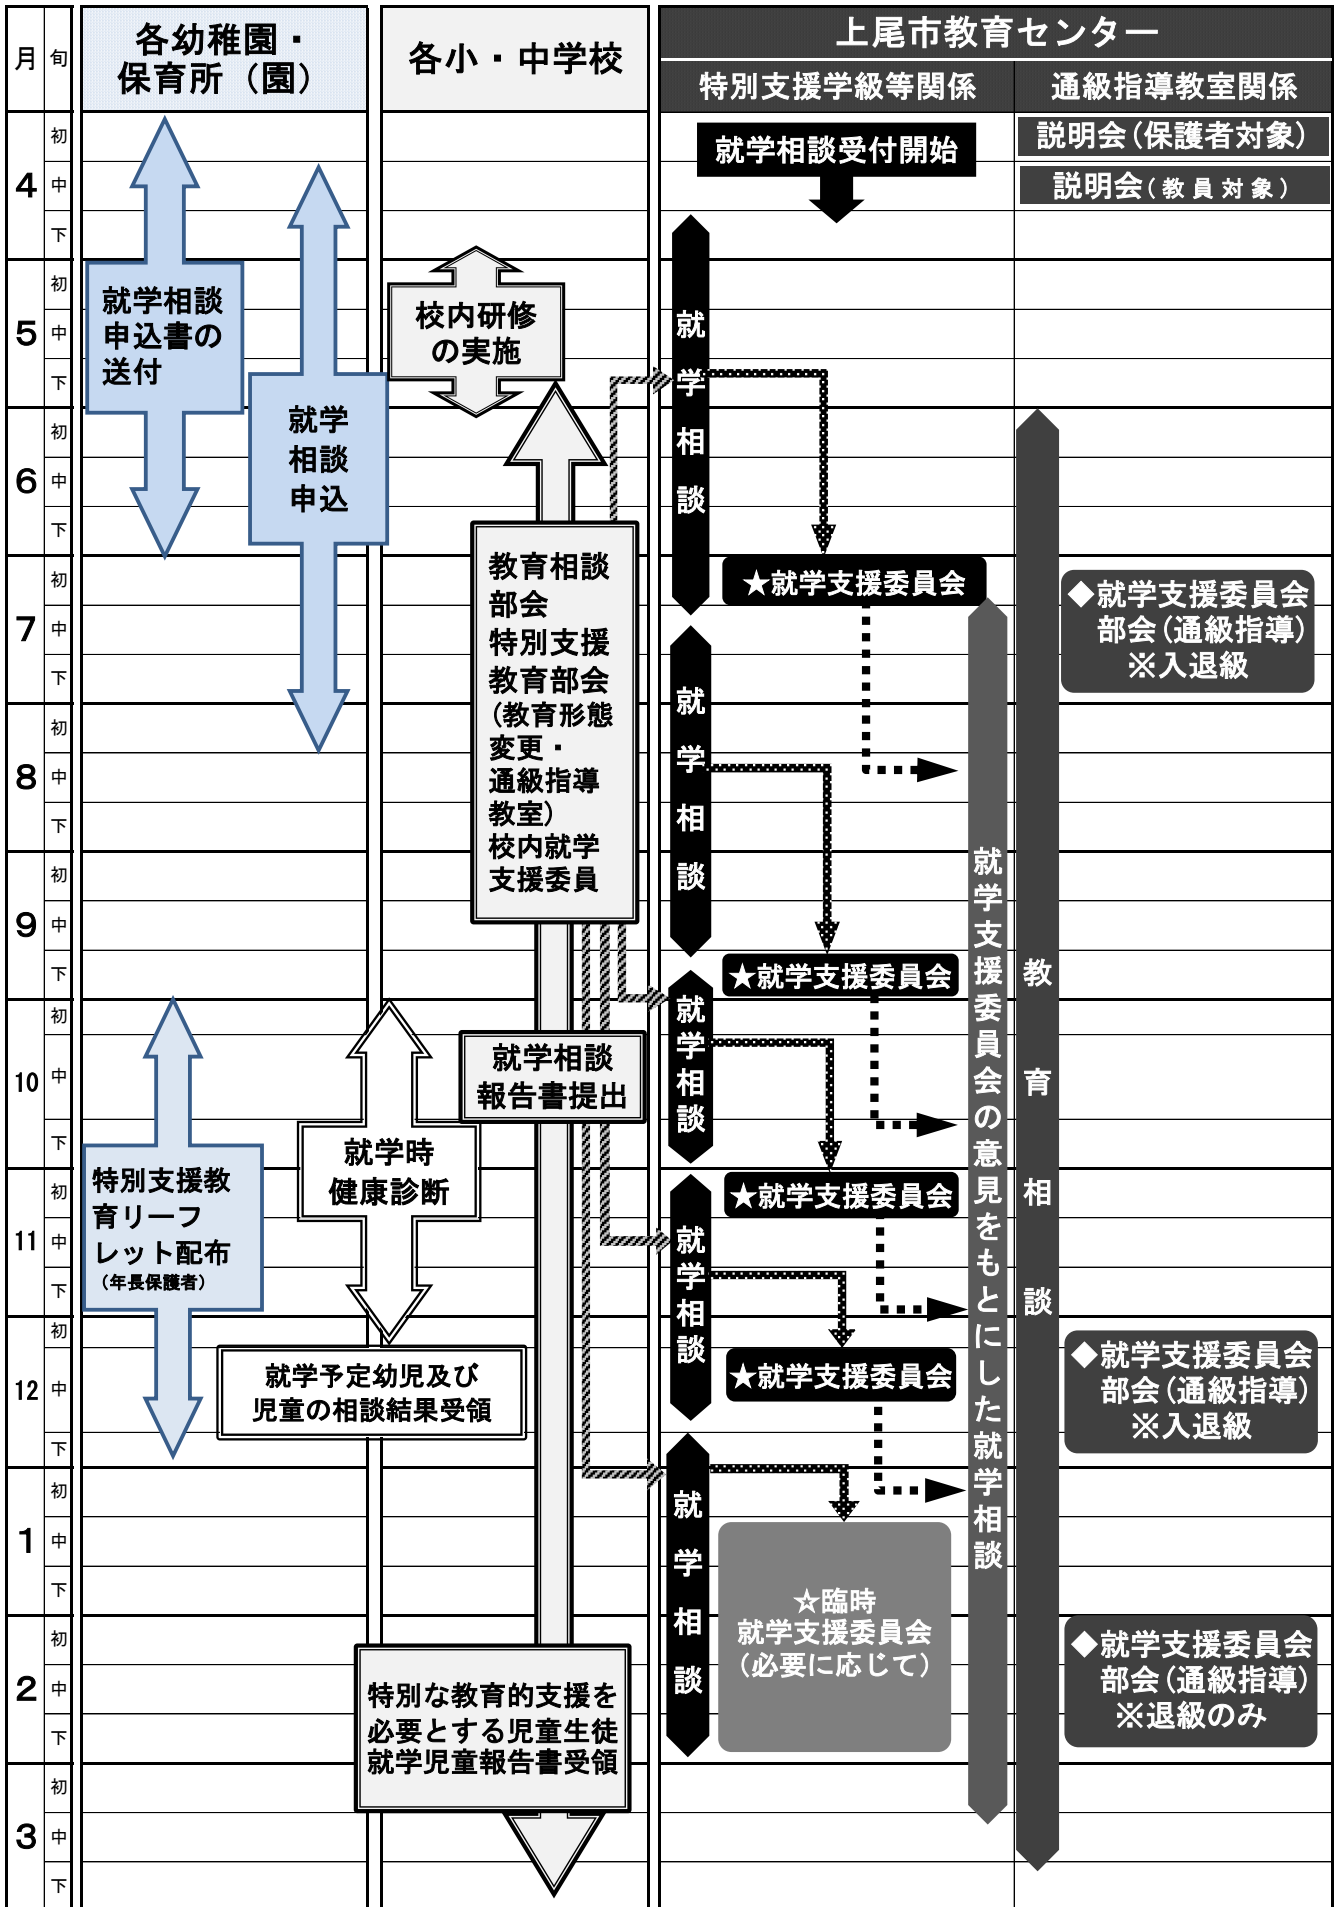 月
旬
各幼稚園・
保育所（園）
各小・中学校
上尾市教育センター
特別支援学級等関係
通級指導教室関係
4
初
中
下
5
初
中
下
6
初
中
下
7
初
中
下
8
初
中
下
9
初
中
下
10
初
中
下
11
初
中
下
12
初
中
下
1
初
中
下
2
初
中
下
3
初
中
下
就学相談
申込書の
送付
就学
相談
申込
特別支援教
育リーフ
レット配布
（年長保護者）
校内研修
の実施
教育相談
部会
特別支援
教育部会
（教育形態
変更・
通級指導
教室）
校内就学
支援委員
就学相談
報告書提出
就学時
健康診断
就学予定幼児及び
児童の相談結果受領
特別な教育的支援を
必要とする児童生徒
就学児童報告書受領
就学相談受付開始
就学相談
★就学支援委員会
就学相談
★就学支援委員会
就学相談
★就学支援委員会
就学相談
★就学支援委員会
就学相談
☆臨時
就学支援委員会
（必要に応じて）
就学支援委員会の意見をもとにした就学相談
説明会（保護者対象）
説明会（教員対象）
教育相談
◆就学支援委員会
部会（通級指導）
※入退級
◆就学支援委員会
部会（通級指導）
※入退級
◆就学支援委員会
部会（通級指導）
※退級のみ